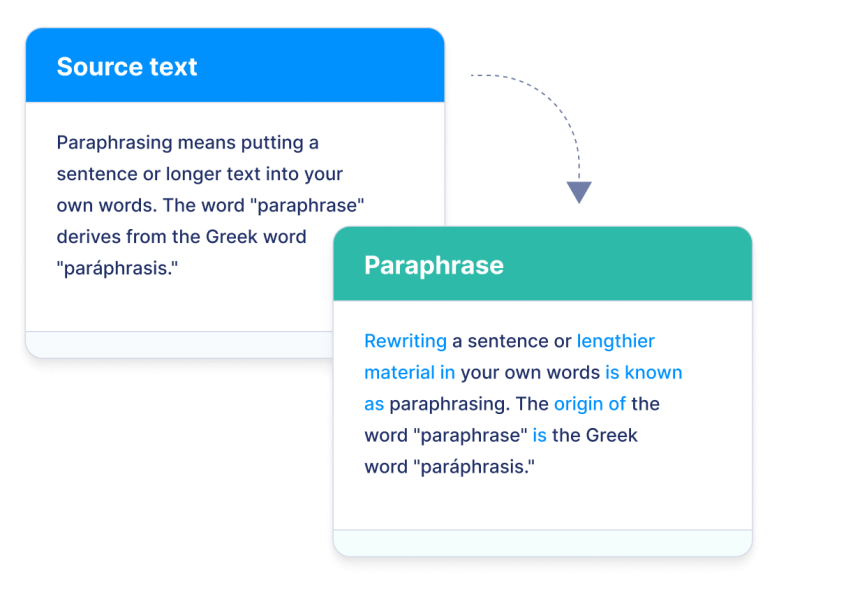 Source text
Paraphrasing means putting a
sentence or longer text into your
own words. The word "paraphrase"
derives from the Greek word
"paráphrasis."
Paraphrase
Rewriting a sentence or lengthier
material in your own words is known
as paraphrasing. The origin of the
word "paraphrase" is the Greek
word "paráphrasis."